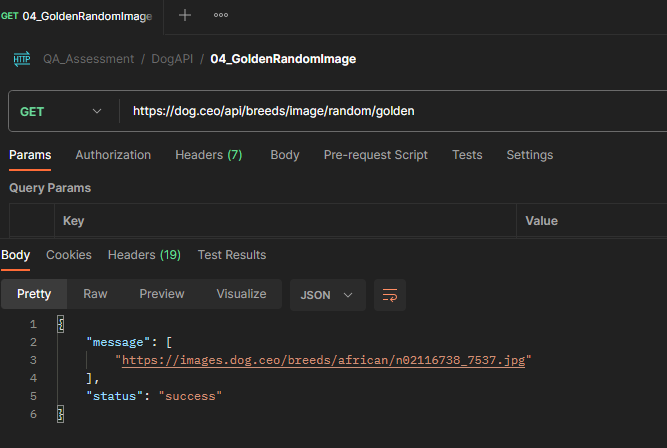 GET 04_GoldenRandomImage
HTTP QA_Assessment / DogAPI / 04_GoldenRandomImage
GET https://dog.ceo/api/breeds/image/random/golden
Params Authorization Headers (7) Body Pre-request Script Tests Settings
Query Params
Key Value
Body Cookies Headers (19) Test Results
Pretty Raw Preview Visualize JSON
1 {
2 "message": [
3 "https://images.dog.ceo/breeds/african/n02116738_7537.jpg"
4 ],
5 "status": "success"
6 }